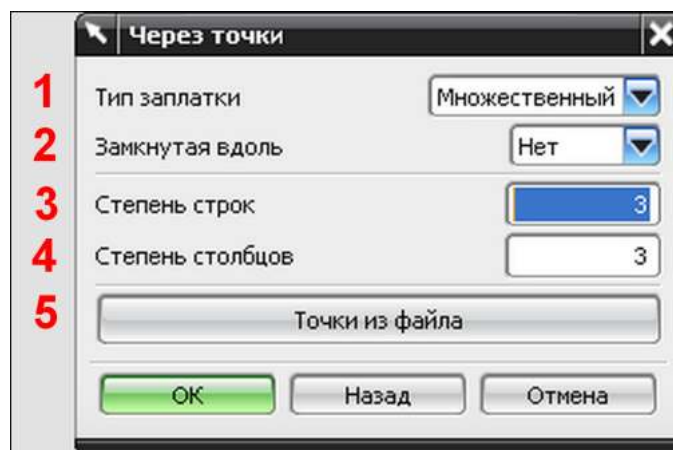 Через точки
1 Тип заплатки Множественный
2 Замкнутая вдоль Нет
3 Степень строк 3
4 Степень столбцов 3
5 Точки из файла
ОК Назад Отмена